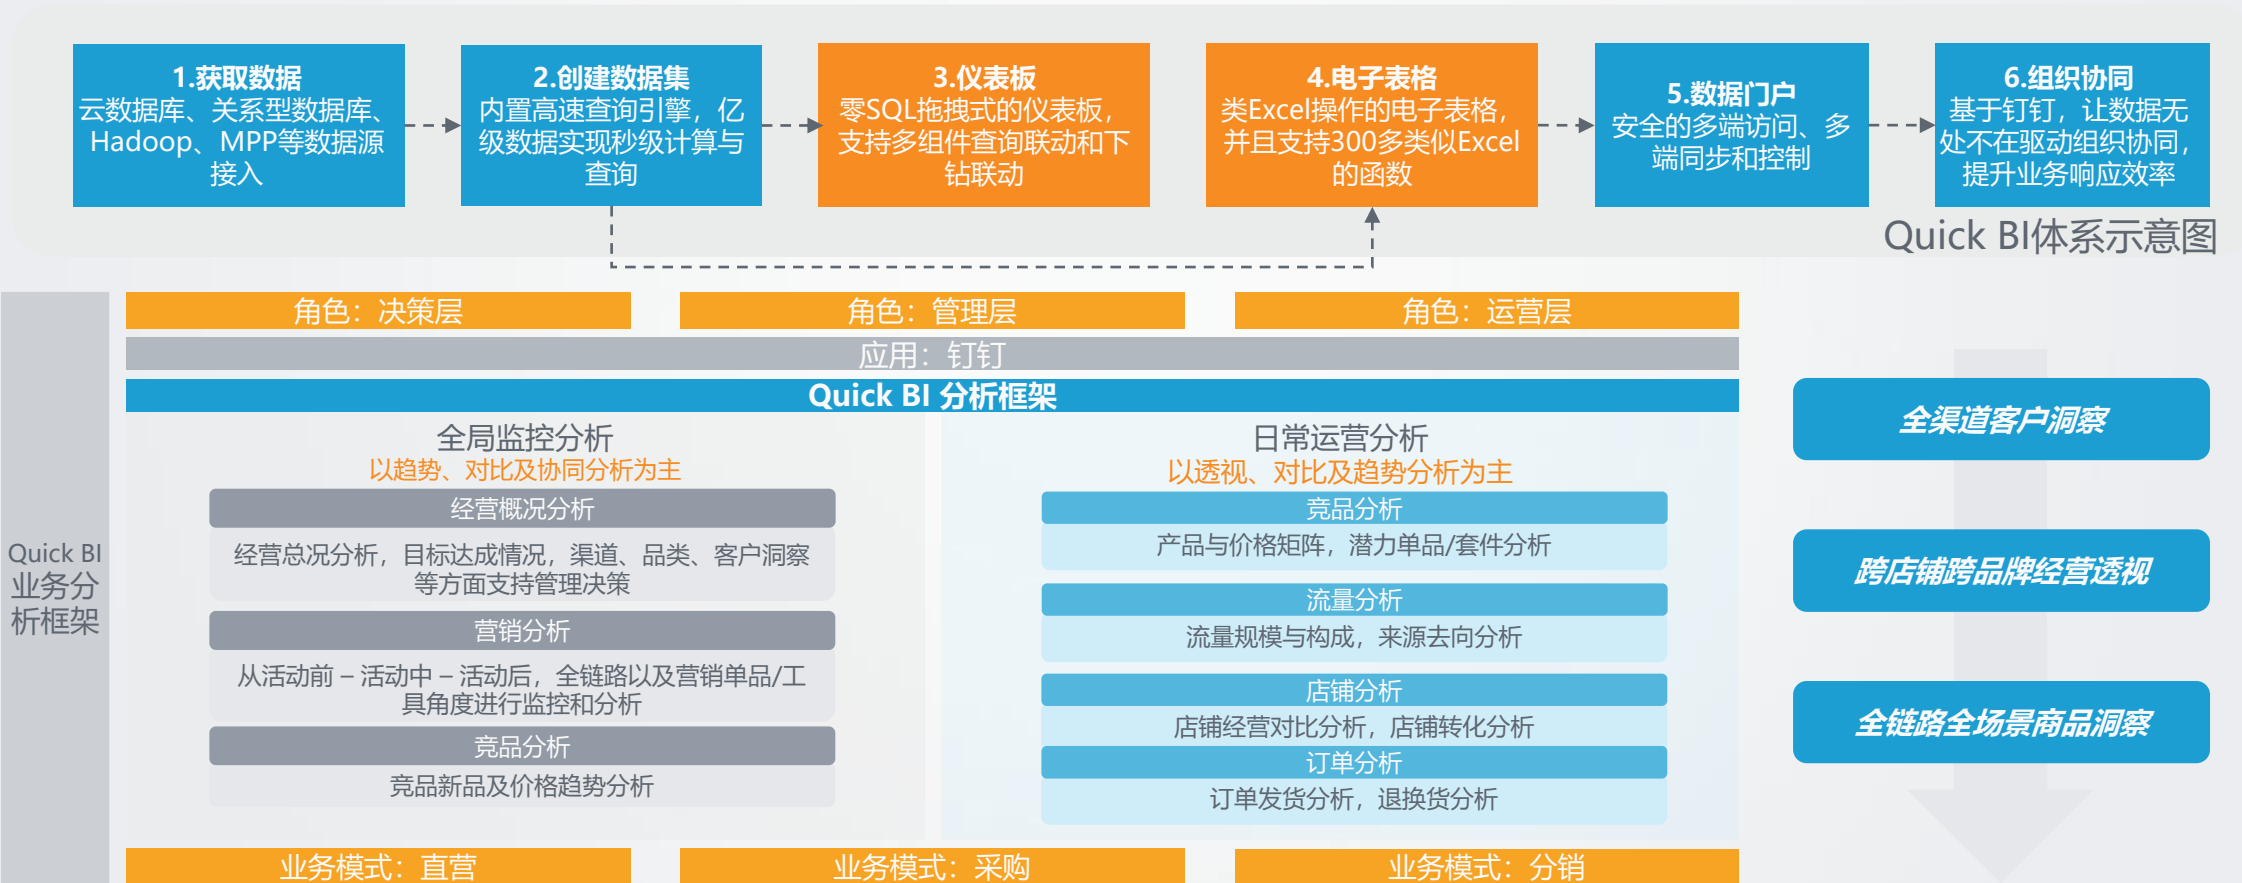 1.获取数据
云数据库、关系型数据库、
Hadoop、MPP等数据源
接入
2.创建数据集
内置高速查询引擎，亿
级数据实现秒级计算与
查询
3.仪表板
零SQL拖拽式的仪表板，
支持多组件查询联动和下
钻联动
4.电子表格
类Excel操作的电子表格，
并且支持300多类似Excel
的函数
5.数据门户
安全的多端访问、多
端同步和控制
6.组织协同
基于钉钉，让数据无
处不在驱动组织协同，
提升业务响应效率
Quick BI体系示意图
角色：决策层
角色：管理层
角色：运营层
应用：钉钉
Quick BI 分析框架
Quick BI
业务分
析框架
全局监控分析
以趋势、对比及协同分析为主
经营概况分析
经营总况分析，目标达成情况，渠道、品类、客户洞察
等方面支持管理决策
营销分析
从活动前 – 活动中 – 活动后，全链路以及营销单品/工
具角度进行监控和分析
竞品分析
竞品新品及价格趋势分析
日常运营分析
以透视、对比及趋势分析为主
竞品分析
产品与价格矩阵，潜力单品/套件分析
流量分析
流量规模与构成，来源去向分析
店铺分析
店铺经营对比分析，店铺转化分析
订单分析
订单发货分析，退换货分析
全渠道客户洞察
跨店铺跨品牌经营透视
全链路全场景商品洞察
业务模式：直营
业务模式：采购
业务模式：分销